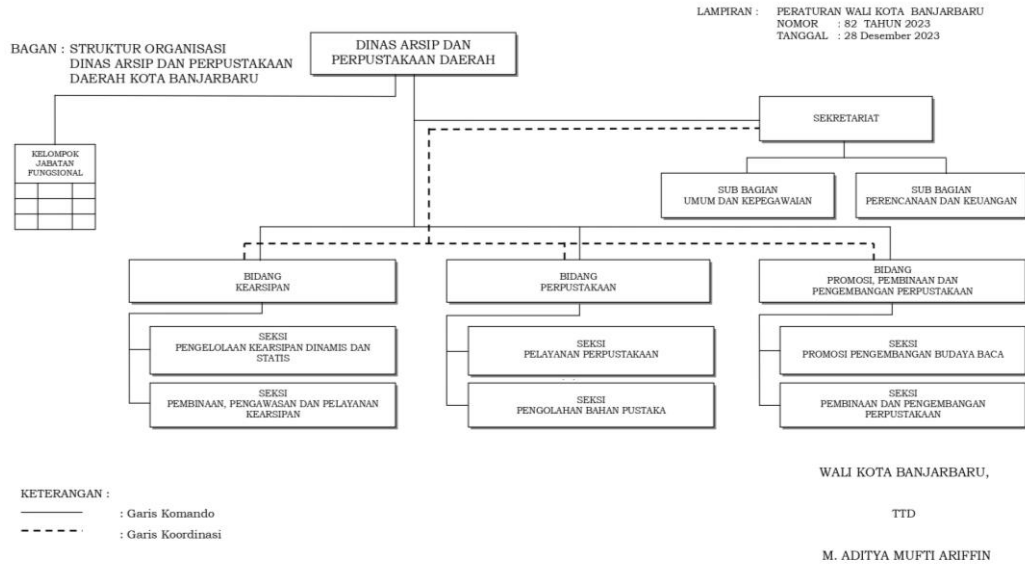 LAMPIRAN : PERATURAN WALI KOTA BANJARBARU
NOMOR : 82 TAHUN 2023
TANGGAL : 28 Desember 2023
BAGAN : STRUKTUR ORGANISASI
DINAS ARSIP DAN PERPUSTAKAAN
DAERAH KOTA BANJARBARU
DINAS ARSIP DAN
PERPUSTAKAAN DAERAH
SEKRETARIAT
KELOMPOK
JABATAN
FUNGSIONAL
SUB BAGIAN
UMUM DAN KEPEGAWAIAN
SUB BAGIAN
PERENCANAAN DAN KEUANGAN
BIDANG
KEARSIPAN
BIDANG
PERPUSTAKAAN
BIDANG
PROMOSI, PEMBINAAN DAN
PENGEMBANGAN PERPUSTAKAAN
SEKSI
PENGELOLAAN KEARSIPAN DINAMIS DAN
STATIS
SEKSI
PELAYANAN PERPUSTAKAAN
SEKSI
PROMOSI PENGEMBANGAN BUDAYA BACA
SEKSI
PEMBINAAN, PENGAWASAN DAN PELAYANAN
KEARSIPAN
SEKSI
PENGOLAHAN BAHAN PUSTAKA
SEKSI
PEMBINAAN DAN PENGEMBANGAN
PERPUSTAKAAN
KETERANGAN :
: Garis Komando
: Garis Koordinasi
WALI KOTA BANJARBARU,
TTD
M. ADITYA MUFTI ARIFFIN